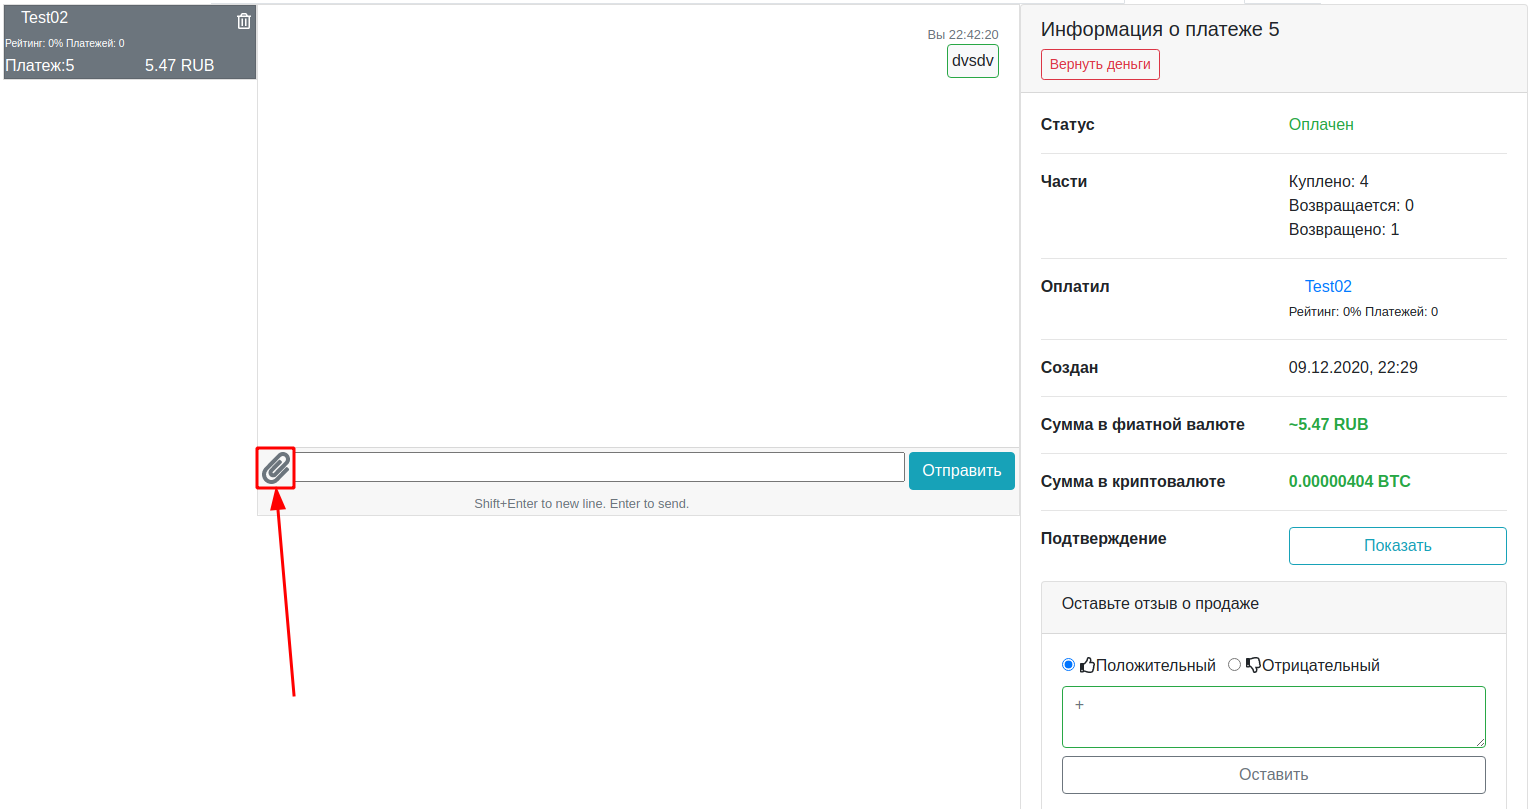 Test02
Рейтинг: 0% Платежей: 0
Платеж:5 5.47 RUB
Вы 22:42:20
dvsdv
Отправить
Shift+Enter to new line. Enter to send.
Информация о платеже 5
Вернуть деньги
Статус Оплачен
Части Куплено: 4
Возвращается: 0
Возвращено: 1
Оплатил Test02
Рейтинг: 0% Платежей: 0
Создан 09.12.2020, 22:29
Сумма в фиатной валюте ~5.47 RUB
Сумма в криптовалюте 0.00000404 BTC
Подтверждение Показать
Оставьте отзыв о продаже
Положительный Отрицательный
+
Оставить